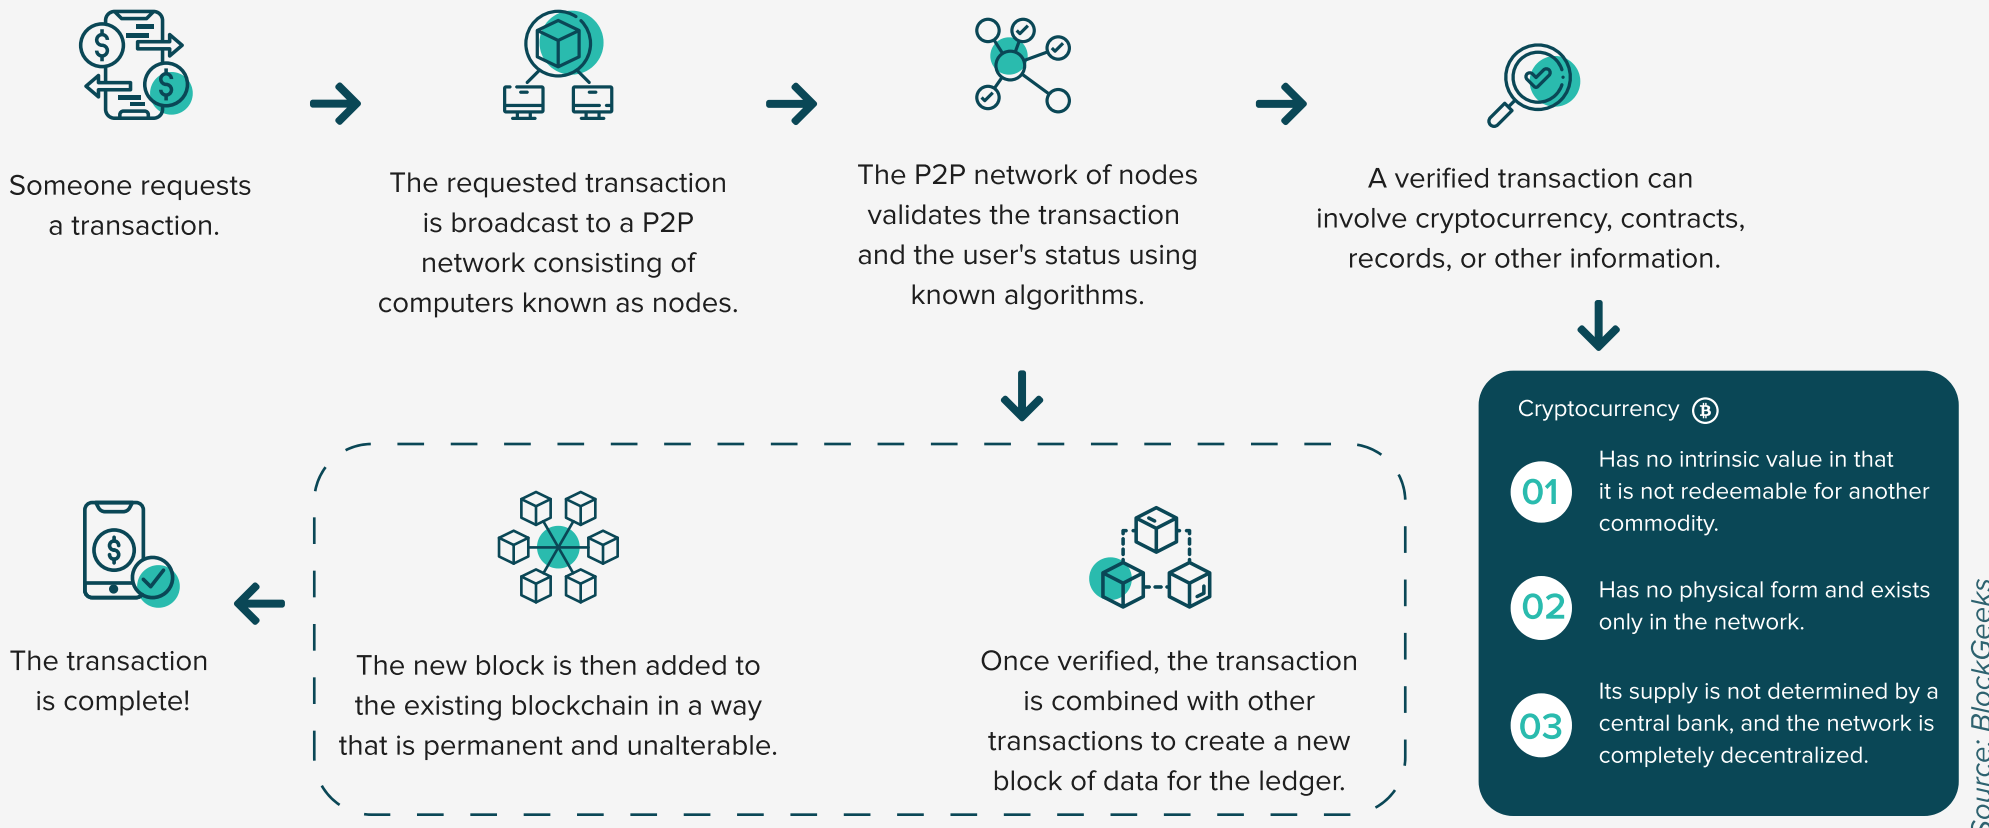 Someone requests
a transaction.
The requested transaction
is broadcast to a P2P
network consisting of
computers known as nodes.
The P2P network of nodes
validates the transaction
and the user's status using
known algorithms.
A verified transaction can
involve cryptocurrency, contracts,
records, or other information.
Cryptocurrency
01
Has no intrinsic value in that
it is not redeemable for another
commodity.
02
Has no physical form and exists
only in the network.
03
Its supply is not determined by a
central bank, and the network is
completely decentralized.
Once verified, the transaction
is combined with other
transactions to create a new
block of data for the ledger.
The new block is then added to
the existing blockchain in a way
that is permanent and unalterable.
The transaction
is complete!
Source: BlockGeeks